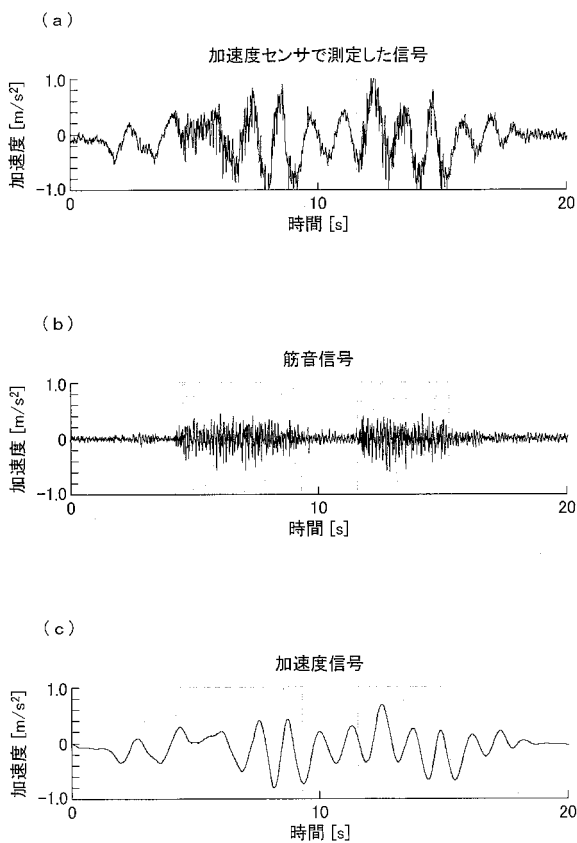 (a)
加速度センサで測定した信号
加速度 [m/s²]
1.0
0
-1.0
0 10 20
時間 [s]
(b)
筋音信号
加速度 [m/s²]
1.0
0
-1.0
0 10 20
時間 [s]
(c)
加速度信号
加速度 [m/s²]
1.0
0
-1.0
0 10 20
時間 [s]